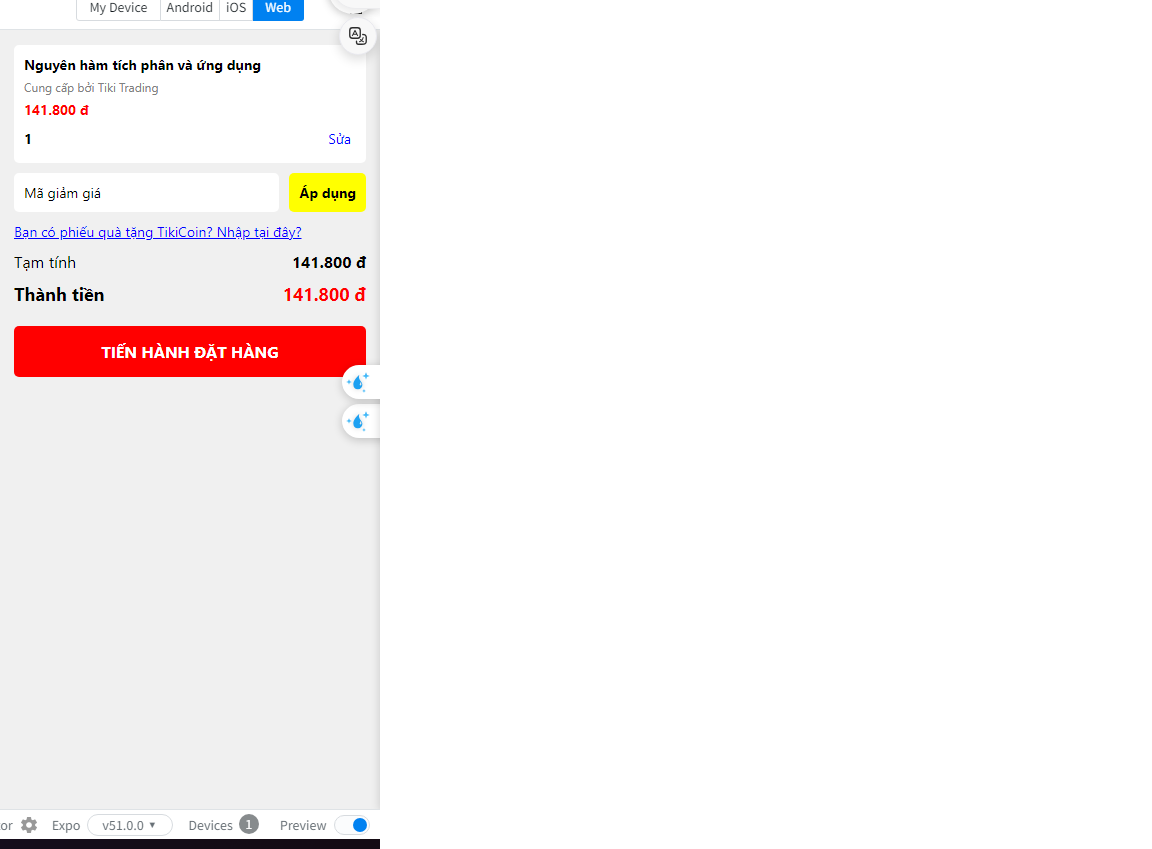 My Device Android iOS Web
Nguyên hàm tích phân và ứng dụng
Cung cấp bởi Tiki Trading
141.800 đ
1 Sửa
Mã giảm giá Áp dụng
Bạn có phiếu quà tặng TikiCoin? Nhập tại đây?
Tạm tính 141.800 đ
Thành tiền 141.800 đ
TIẾN HÀNH ĐẶT HÀNG
or Expo v51.0.0 Devices 1 Preview